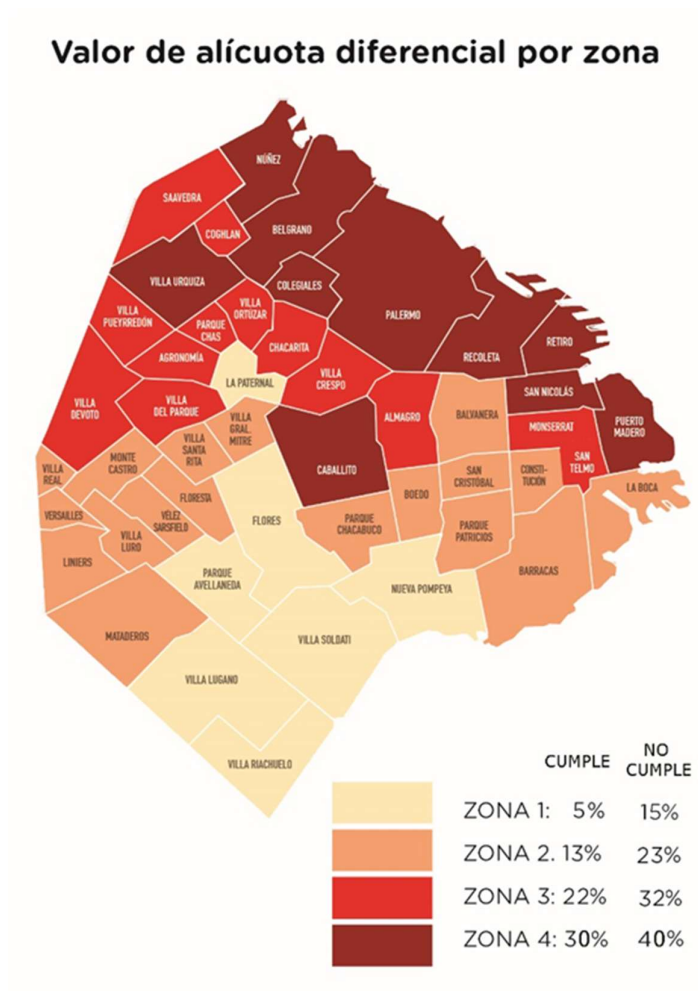 Valor de alícuota diferencial por zona
NÚÑEZ
SAAVEDRA
COGHLAN
BELGRANO
VILLA URQUIZA
COLEGIALES
VILLA
PUEYRREDÓN
VILLA
ORTÚZAR
PARQUE
CHAS
PALERMO
AGRONOMÍA
CHACARITA
RETIRO
RECOLETA
LA PATERNAL
VILLA
CRESPO
SAN NICOLÁS
VILLA
DEVOTO
VILLA
DEL PARQUE
VILLA
GRAL.
MITRE
ALMAGRO
BALVANERA
MONSERRAT
PUERTO
MADERO
VILLA
SANTA
RITA
MONTE
CASTRO
VILLA
REAL
CABALLITO
SAN
CRISTÓBAL
CONSTI-
TUCIÓN
SAN
TELMO
LA BOCA
FLORESTA
BOEDO
VERSAILLES
VÉLEZ
SARSFIELD
FLORES
PARQUE
CHACABUCO
PARQUE
PATRICIOS
VILLA
LURO
LINIERS
PARQUE
AVELLANEDA
NUEVA POMPEYA
BARRACAS
MATADEROS
VILLA SOLDATI
VILLA LUGANO
VILLA RIACHUELO
CUMPLE
NO
CUMPLE
ZONA 1: 5% 15%
ZONA 2. 13% 23%
ZONA 3: 22% 32%
ZONA 4: 30% 40%